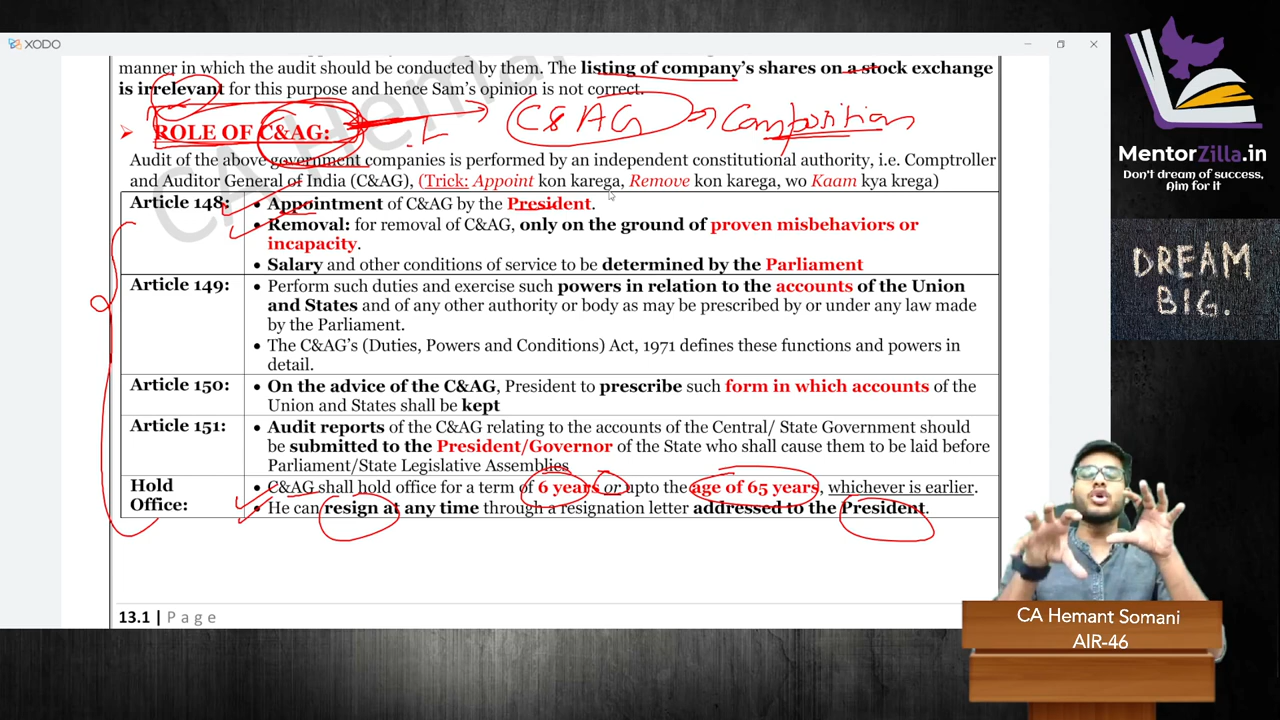 XODO
manner in which the audit should be conducted by them. The listing of company's shares on a stock exchange
is irrelevant for this purpose and hence Sam's opinion is not correct.
C&AG → Composition
➢ ROLE OF C&AG:
Audit of the above government companies is performed by an independent constitutional authority, i.e. Comptroller
and Auditor General of India (C&AG), (Trick: Appoint kon karega, Remove kon karega, wo Kaam kya krega)
Article 148: • Appointment of C&AG by the President.
• Removal: for removal of C&AG, only on the ground of proven misbehaviors or
incapacity.
• Salary and other conditions of service to be determined by the Parliament
Article 149: • Perform such duties and exercise such powers in relation to the accounts of the Union
and States and of any other authority or body as may be prescribed by or under any law made
by the Parliament.
• The C&AG's (Duties, Powers and Conditions) Act, 1971 defines these functions and powers in
detail.
Article 150: • On the advice of the C&AG, President to prescribe such form in which accounts of the
Union and States shall be kept
Article 151: • Audit reports of the C&AG relating to the accounts of the Central/ State Government should
be submitted to the President/Governor of the State who shall cause them to be laid before
Parliament/State Legislative Assemblies
Hold • C&AG shall hold office for a term of 6 years or upto the age of 65 years, whichever is earlier.
Office: • He can resign at any time through a resignation letter addressed to the President.
13.1 | Page
CA Hem
MentorZilla.in
Don't dream of success,
Aim for it
DREAM
BIG.
CA Hemant Somani
AIR-46